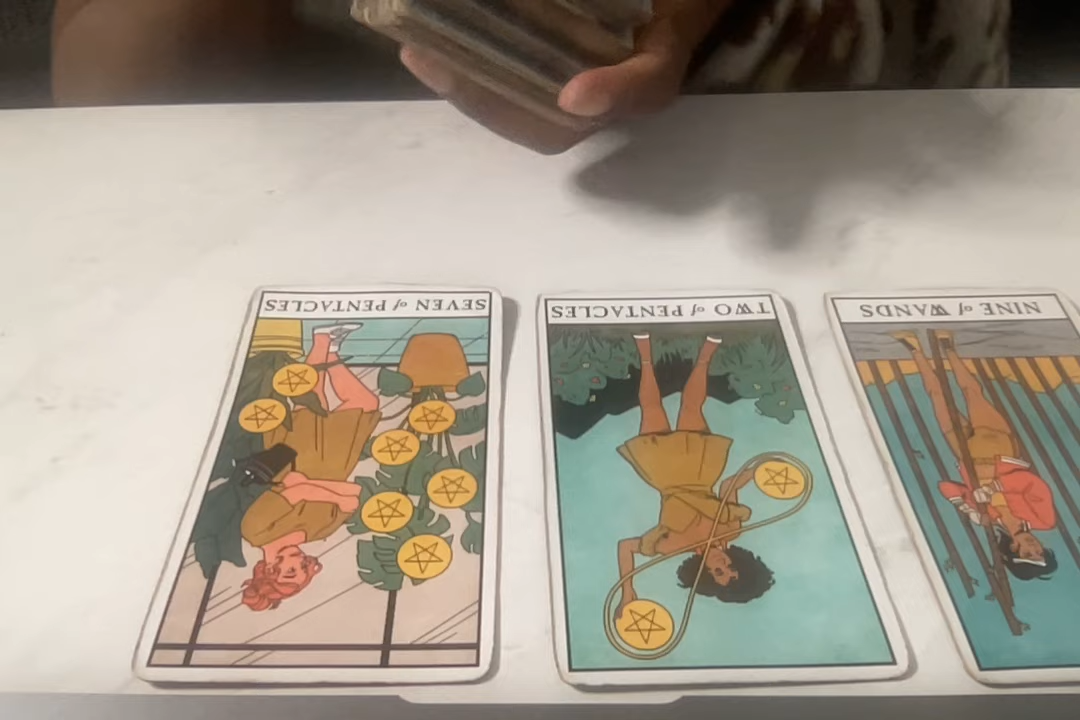 SEVEN of PENTACLES
TWO of PENTACLES
NINE of WANDS